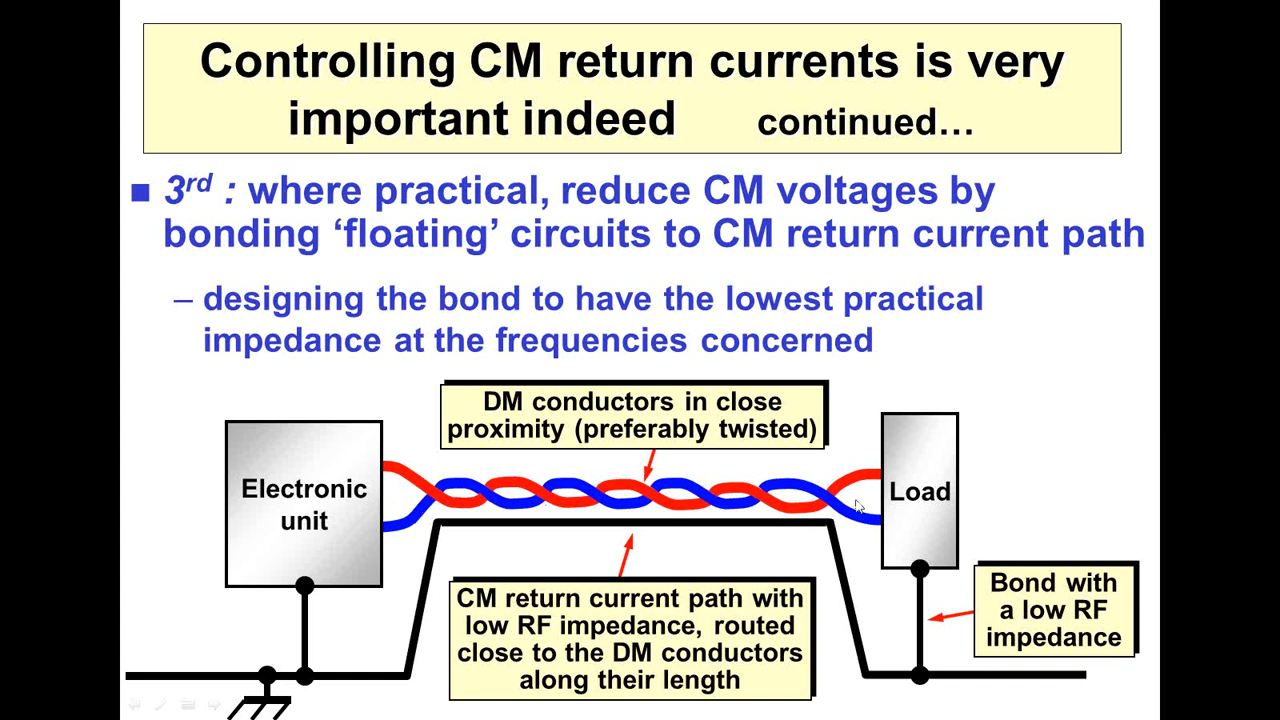 Controlling CM return currents is very
important indeed continued…
3rd : where practical, reduce CM voltages by
bonding ‘floating’ circuits to CM return current path
– designing the bond to have the lowest practical
impedance at the frequencies concerned
DM conductors in close
proximity (preferably twisted)
Electronic
unit
Load
CM return current path with
low RF impedance, routed
close to the DM conductors
along their length
Bond with
a low RF
impedance